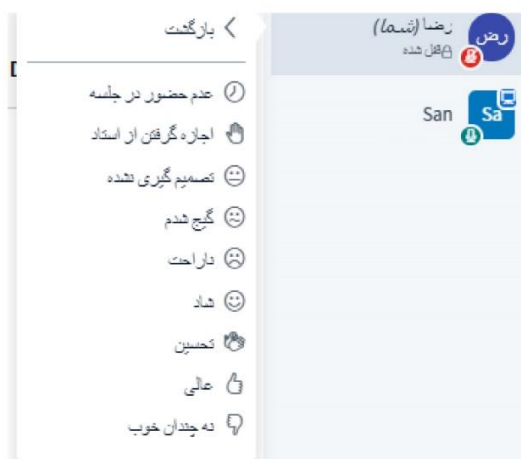 رضا (شما)
قفل شده
رض
San
Sa
بازگشت
عدم حضور در جلسه
اجازه گرفتن از استاد
تصمیم گیری نشده
گیج شدم
ناراحت
شاد
تحسین
عالی
نه چندان خوب